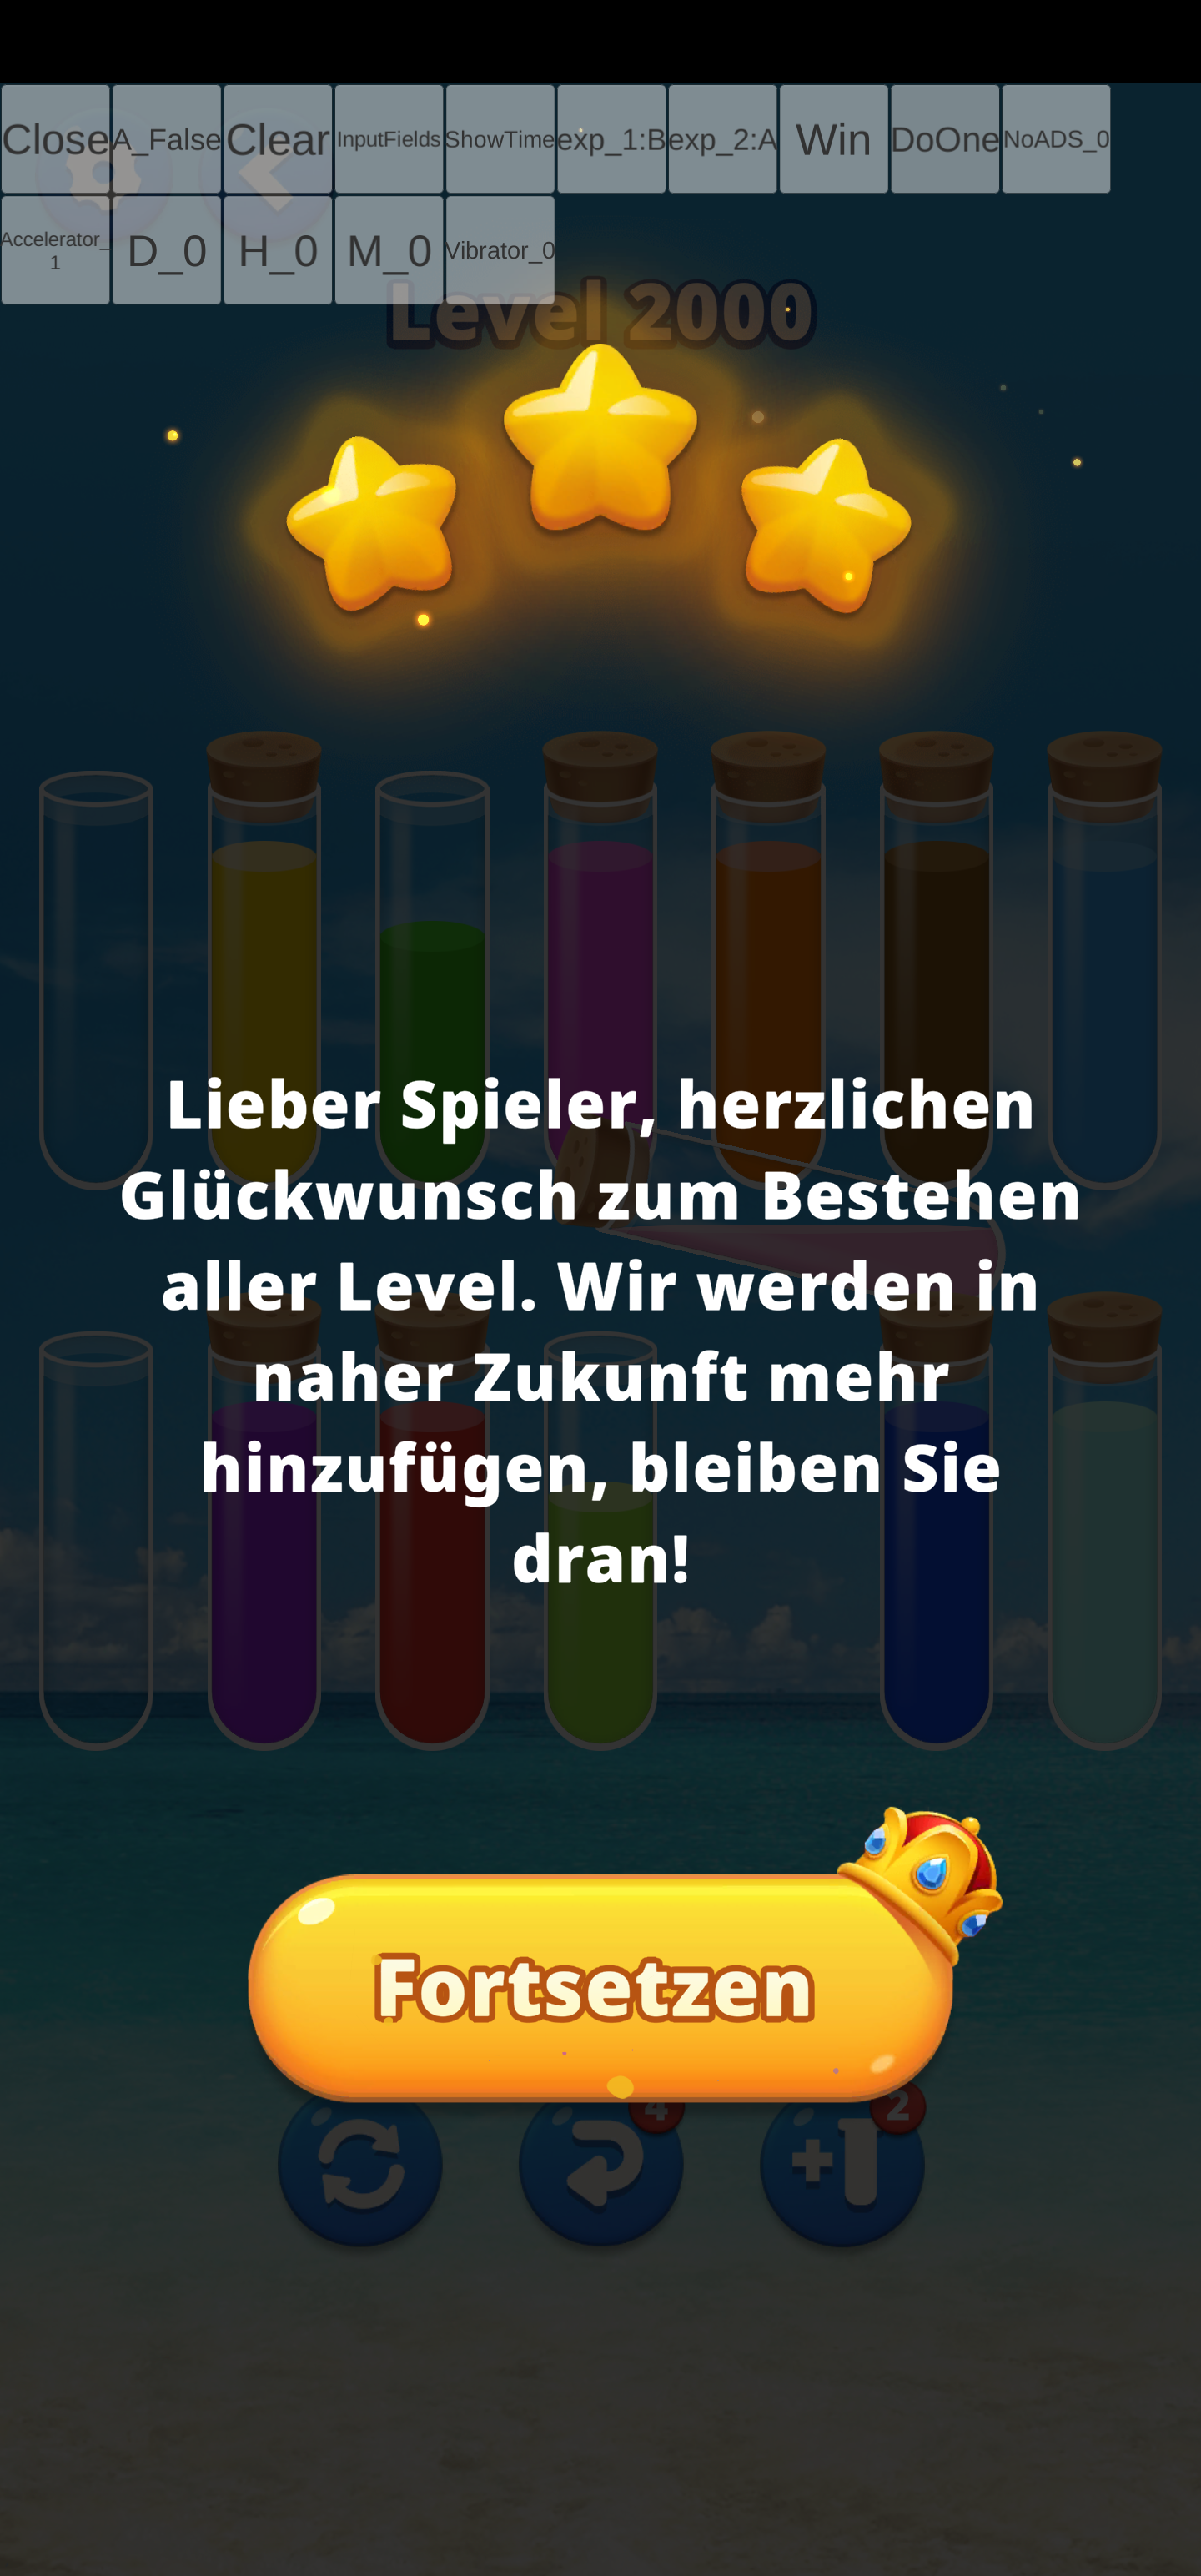 Close A_False Clear InputFields ShowTime exp_1:B exp_2:A Win DoOne NoADS_0
Accelerator_
1
D_0 H_0 M_0 Vibrator_0
Level 2000
Lieber Spieler, herzlichen
Glückwunsch zum Bestehen
aller Level. Wir werden in
naher Zukunft mehr
hinzufügen, bleiben Sie
dran!
Fortsetzen
4
2